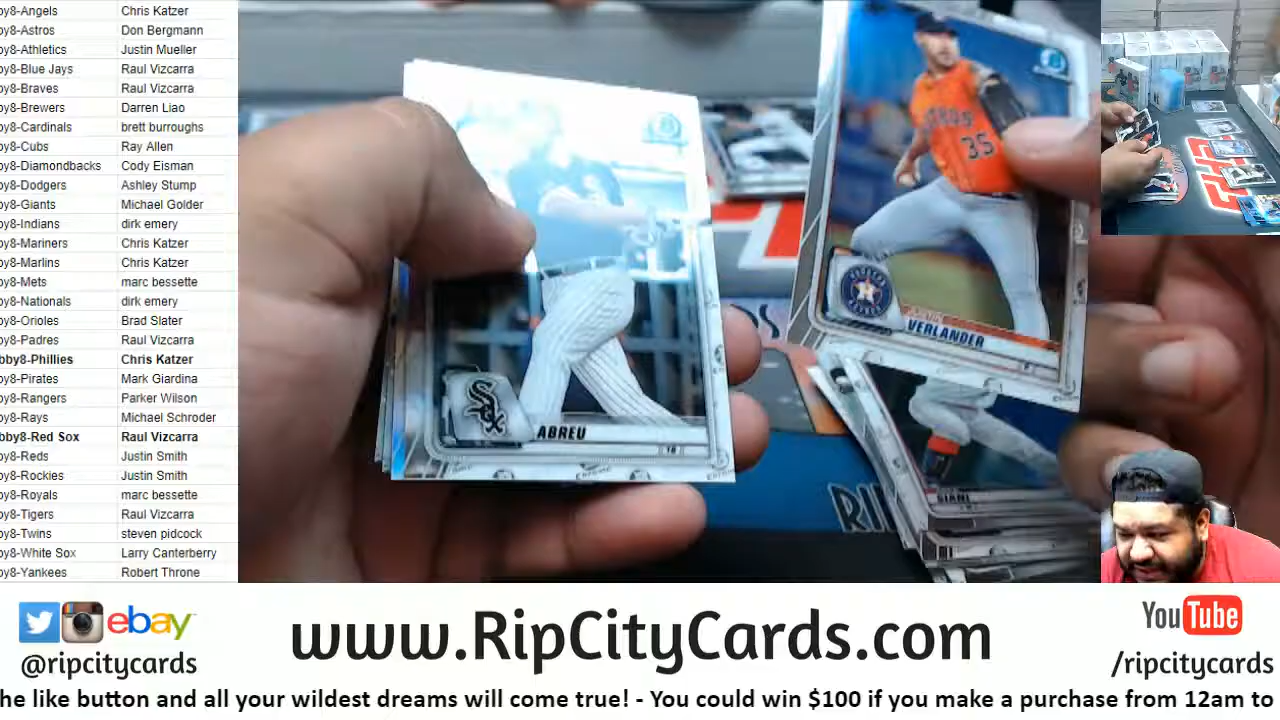 by8-Angels Chris Katzer
by8-Astros Don Bergmann
by8-Athletics Justin Mueller
by8-Blue Jays Raul Vizcarra
by8-Braves Raul Vizcarra
by8-Brewers Darren Liao
by8-Cardinals brett burroughs
by8-Cubs Ray Allen
by8-Diamondbacks Cody Eisman
by8-Dodgers Ashley Stump
by8-Giants Michael Golder
by8-Indians dirk emery
by8-Mariners Chris Katzer
by8-Marlins Chris Katzer
by8-Mets marc bessette
by8-Nationals dirk emery
by8-Orioles Brad Slater
by8-Padres Raul Vizcarra
bby8-Phillies Chris Katzer
by8-Pirates Mark Giardina
by8-Rangers Parker Wilson
by8-Rays Michael Schroder
bby8-Red Sox Raul Vizcarra
by8-Reds Justin Smith
by8-Rockies Justin Smith
by8-Royals marc bessette
by8-Tigers Raul Vizcarra
by8-Twins steven pidcock
by8-White Sox Larry Canterberry
by8-Yankees Robert Throne
35
VERLANDER
Sox
ABREU
SIANI
ebay
@ripcitycards
www.RipCityCards.com
YouTube
/ripcitycards
he like button and all your wildest dreams will come true! - You could win $100 if you make a purchase from 12am to